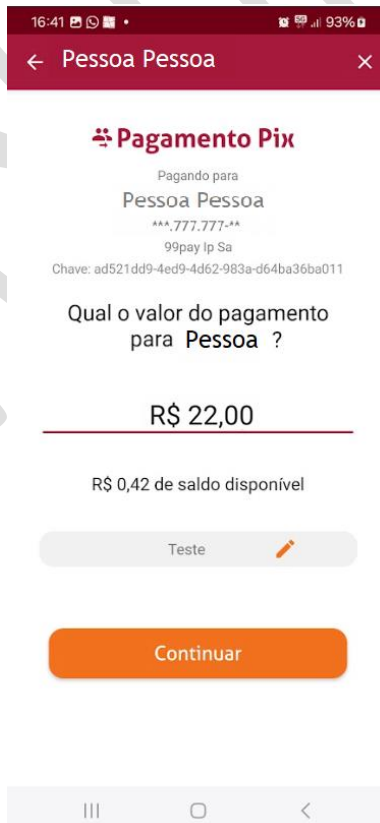 16:41 93%
Pessoa Pessoa
Pagamento Pix
Pagando para
Pessoa Pessoa
***.777.777-**
99pay Ip Sa
Chave: ad521dd9-4ed9-4d62-983a-d64ba36ba011
Qual o valor do pagamento
para Pessoa ?
R$ 22,00
R$ 0,42 de saldo disponível
Teste
Continuar